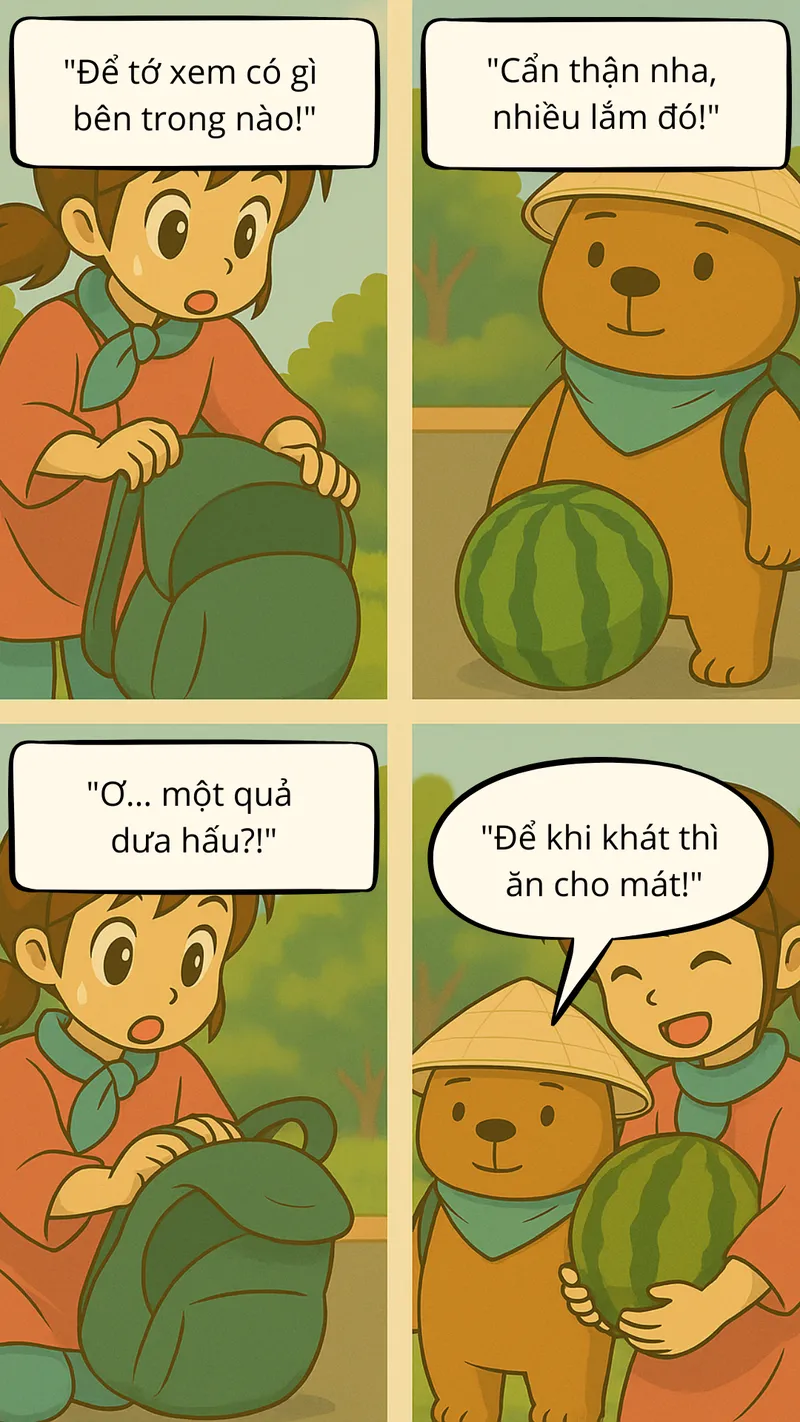 "Để tớ xem có gì
bên trong nào!"
"Cẩn thận nha,
nhiều lắm đó!"
"Ơ... một quả
dưa hấu?!"
"Để khi khát thì
ăn cho mát!"